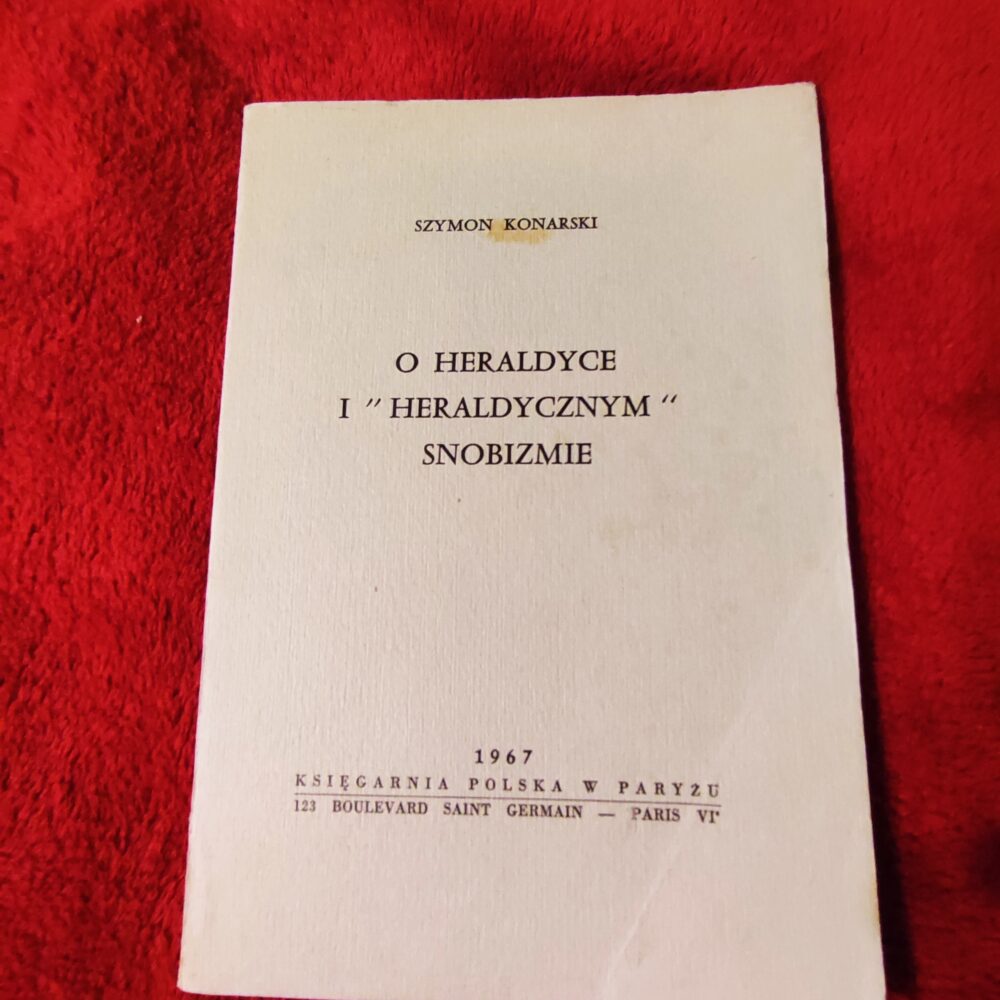 SZYMON KONARSKI
O HERALDYCE
I "HERALDYCZNYM"
SNOBIZMIE
1967
KSIĘGARNIA POLSKA W PARYŻU
123 BOULEVARD SAINT GERMAIN — PARIS VIᵉ